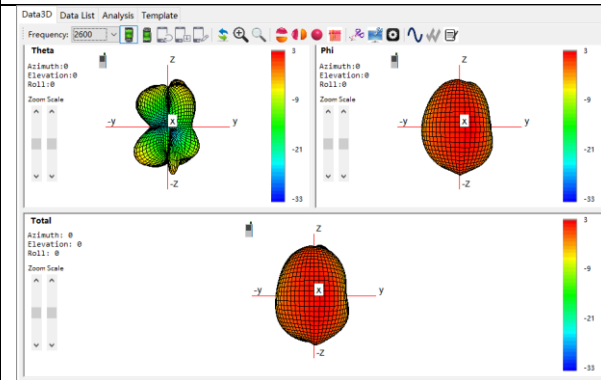 Data3D Data List Analysis Template
Frequency: 2600
Theta
Azimuth:0
Elevation:0
Roll:0
Zoom Scale
Z
-y
x
y
-Z
3
-9
-21
-33
Phi
Azimuth:0
Elevation:0
Roll:0
Zoom Scale
Z
-y
x
y
-Z
3
-9
-21
-33
Total
Azimuth: 0
Elevation: 0
Roll: 0
Zoom Scale
Z
-y
x
y
-Z
3
-9
-21
-33